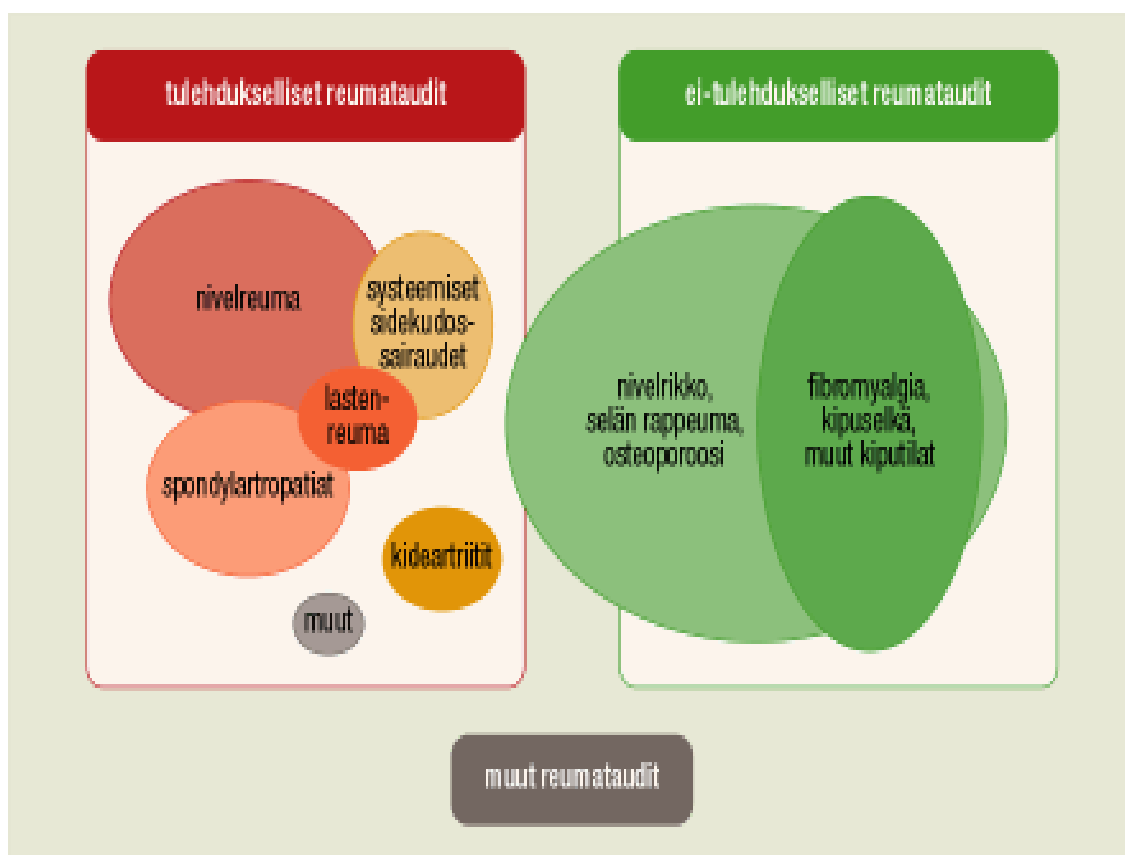 tulehdukselliset reumataudit
ei-tulehdukselliset reumataudit
nivelreuma
systeemiset
sidekudos-
sairaudet
lasten-
reuma
spondylartropatiat
kideartriitit
muut
nivelrikko,
selän rappeuma,
osteoporoosi
fibromyalgia,
kipuselkä,
muut kiputilat
muut reumataudit